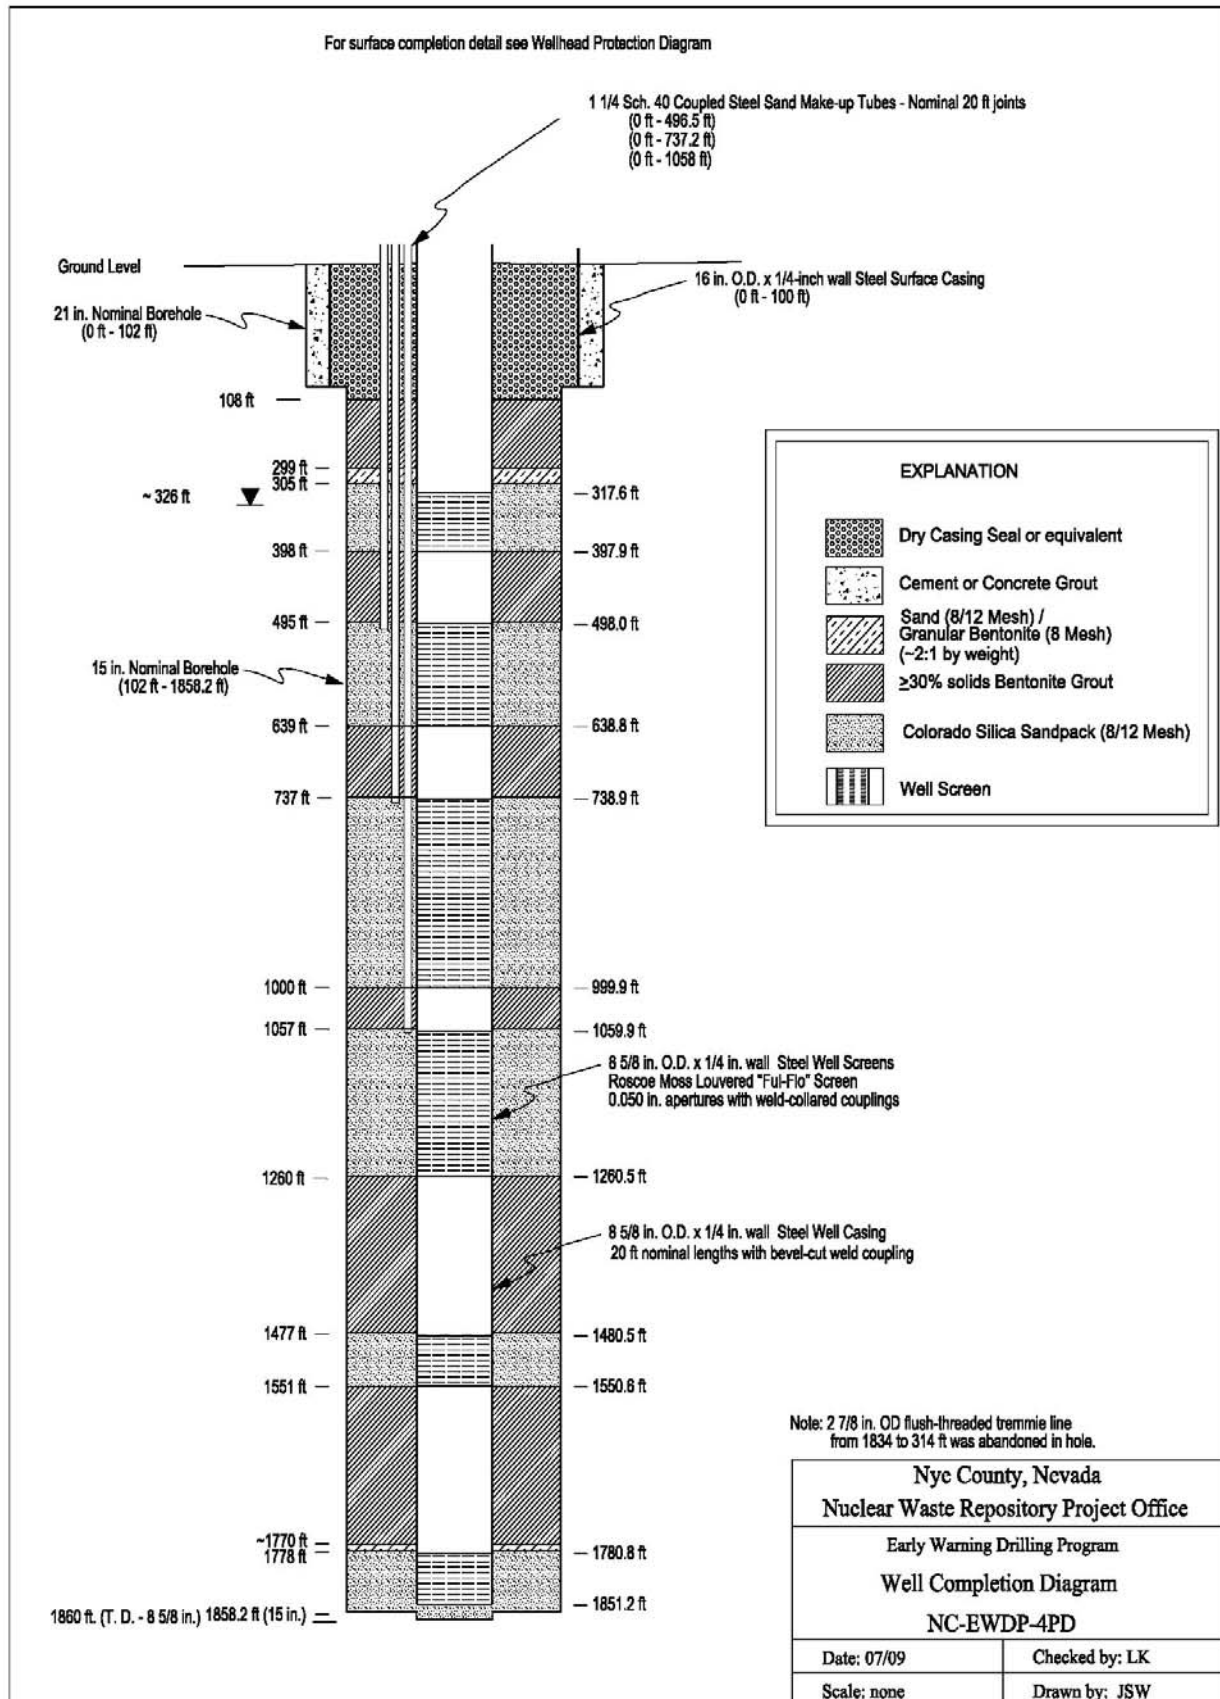 For surface completion detail see Wellhead Protection Diagram
1 1/4 Sch. 40 Coupled Steel Sand Make-up Tubes - Nominal 20 ft joints
(0 ft - 496.5 ft)
(0 ft - 737.2 ft)
(0 ft - 1058 ft)
Ground Level
16 in. O.D. x 1/4-inch wall Steel Surface Casing
(0 ft - 100 ft)
21 in. Nominal Borehole
(0 ft - 102 ft)
108 ft
299 ft
305 ft
~ 326 ft
317.6 ft
398 ft
397.9 ft
495 ft
498.0 ft
15 in. Nominal Borehole
(102 ft - 1858.2 ft)
639 ft
638.8 ft
737 ft
738.9 ft
1000 ft
999.9 ft
1057 ft
1059.9 ft
8 5/8 in. O.D. x 1/4 in. wall Steel Well Screens
Roscoe Moss Louvered "Ful-Flo" Screen
0.050 in. apertures with weld-collared couplings
1260 ft
1260.5 ft
8 5/8 in. O.D. x 1/4 in. wall Steel Well Casing
20 ft nominal lengths with bevel-cut weld coupling
1477 ft
1480.5 ft
1551 ft
1550.6 ft
~1770 ft
1778 ft
1780.8 ft
1851.2 ft
1860 ft. (T. D. - 8 5/8 in.) 1858.2 ft (15 in.)
EXPLANATION
Dry Casing Seal or equivalent
Cement or Concrete Grout
Sand (8/12 Mesh) /
Granular Bentonite (8 Mesh)
(~2:1 by weight)
≥30% solids Bentonite Grout
Colorado Silica Sandpack (8/12 Mesh)
Well Screen
Note: 2 7/8 in. OD flush-threaded tremmie line
from 1834 to 314 ft was abandoned in hole.
Nye County, Nevada
Nuclear Waste Repository Project Office
Early Warning Drilling Program
Well Completion Diagram
NC-EWDP-4PD
Date: 07/09
Checked by: LK
Scale: none
Drawn by: JSW